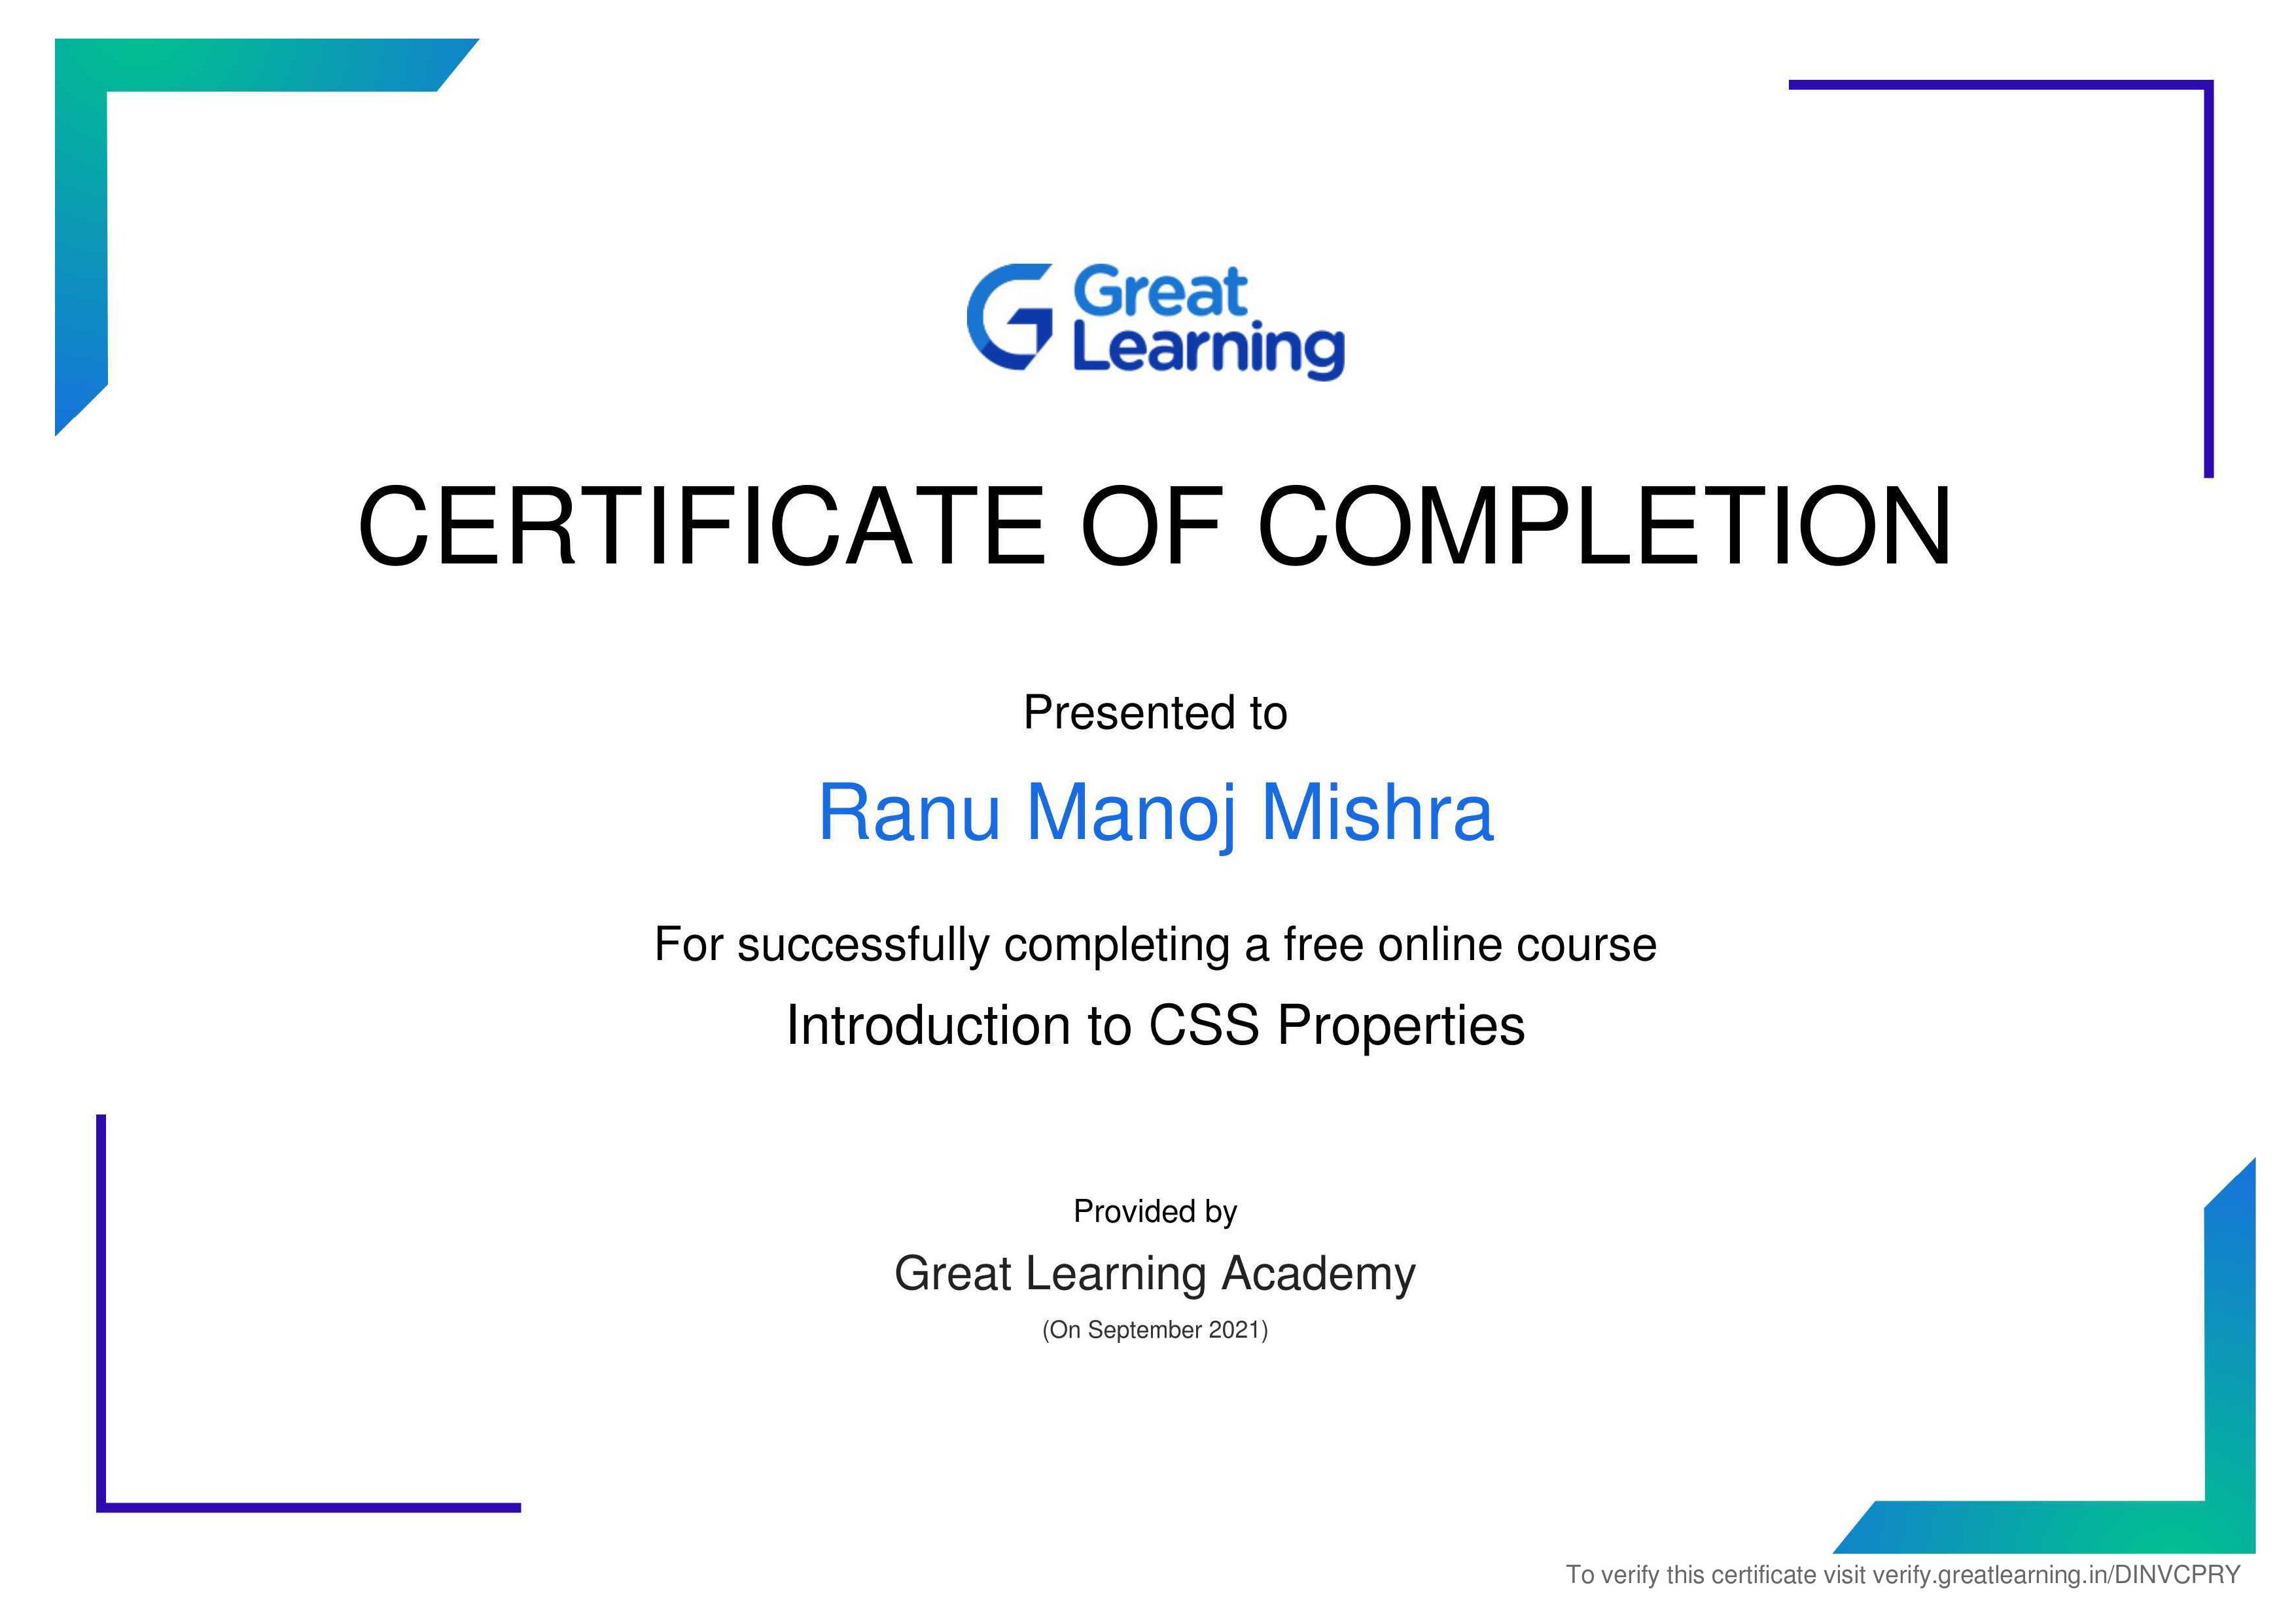 Great
Learning
CERTIFICATE OF COMPLETION
Presented to
Ranu Manoj Mishra
For successfully completing a free online course
Introduction to CSS Properties
Provided by
Great Learning Academy
(On September 2021)
To verify this certificate visit verify.greatlearning.in/DINVCPRY